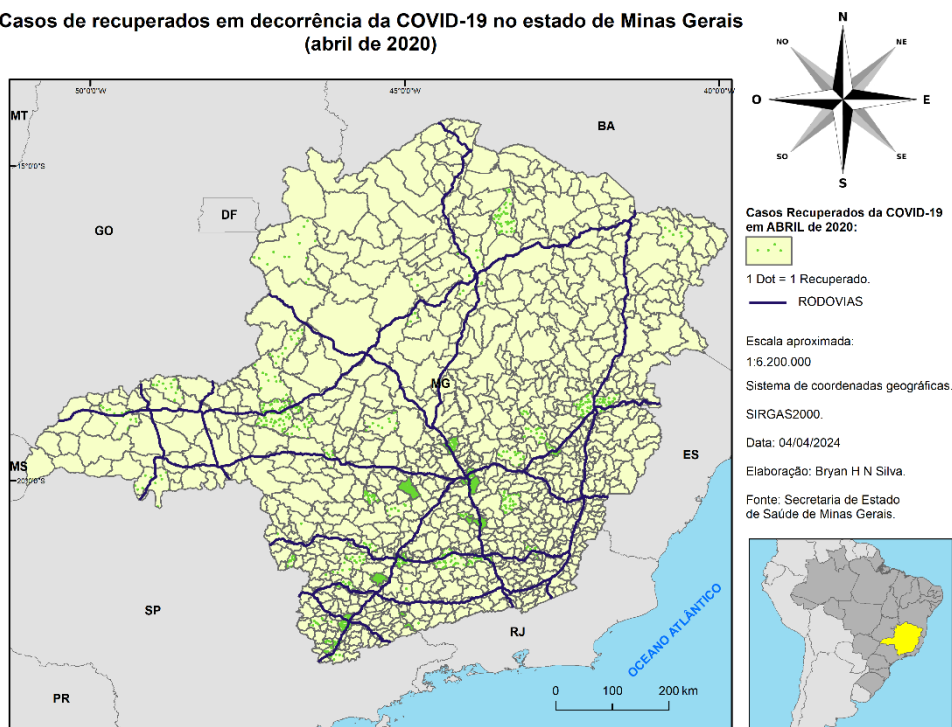 Casos de recuperados em decorrência da COVID-19 no estado de Minas Gerais
(abril de 2020)
N
NO
NE
O
E
SO
SE
S
50°0'0"O
45°0'0"O
40°0'0"O
MT
BA
15°0'0"S
DF
GO
MG
MS
20°0'0"S
ES
SP
RJ
PR
OCEANO ATLÂNTICO
0 100 200 km
Casos Recuperados da COVID-19
em ABRIL de 2020:
1 Dot = 1 Recuperado.
RODOVIAS
Escala aproximada:
1:6.200.000
Sistema de coordenadas geográficas.
SIRGAS2000.
Data: 04/04/2024
Elaboração: Bryan H N Silva.
Fonte: Secretaria de Estado
de Saúde de Minas Gerais.